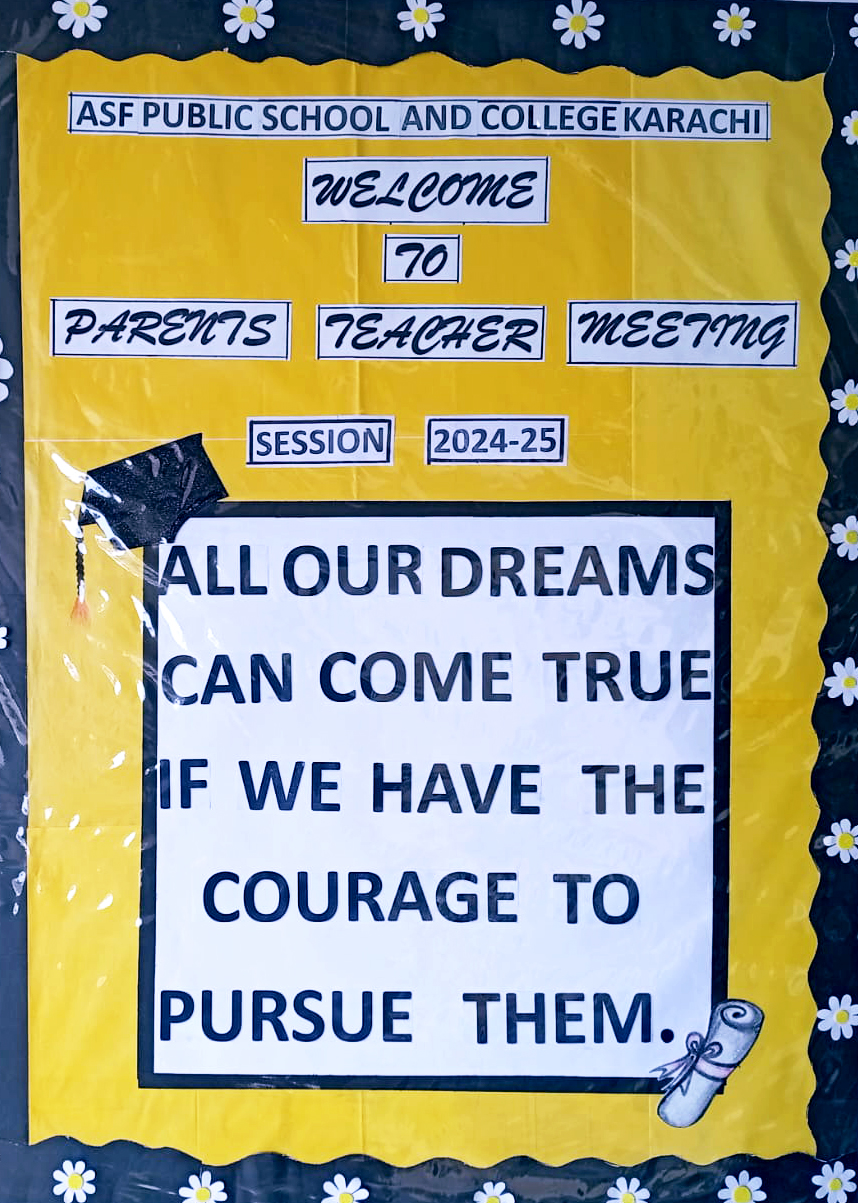 ASF PUBLIC SCHOOL AND COLLEGE KARACHI
WELCOME
TO
PARENTS TEACHER MEETING
SESSION 2024-25
ALL OUR DREAMS
CAN COME TRUE
IF WE HAVE THE
COURAGE TO
PURSUE THEM.